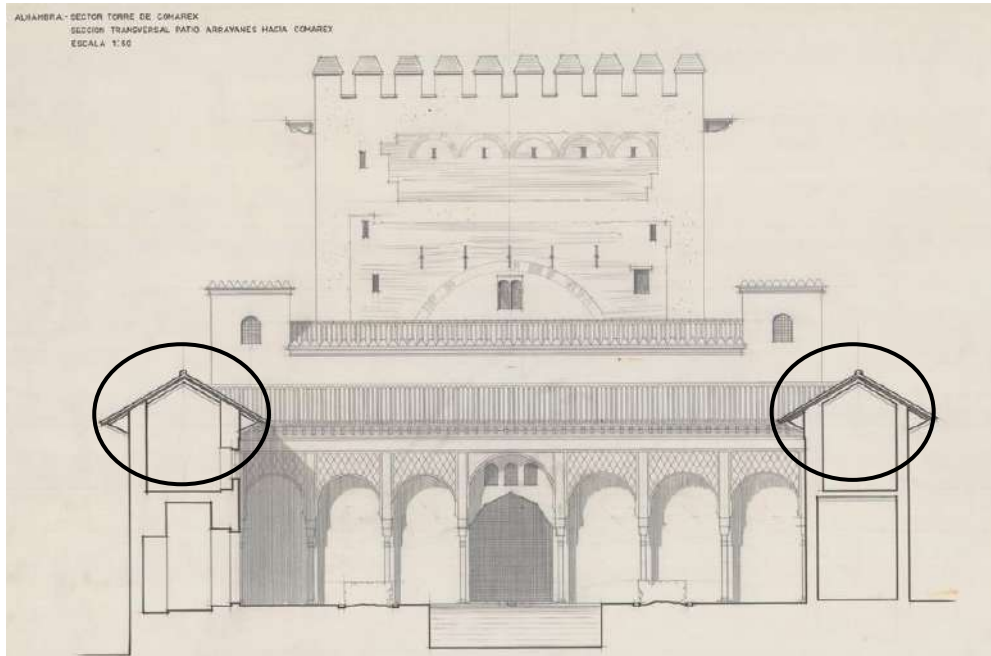 ALHAMBRA.- SECTOR TORRE DE COMAREX
SECCION TRANSVERSAL PATIO ARRAYANES HACIA COMAREX
ESCALA 1:50